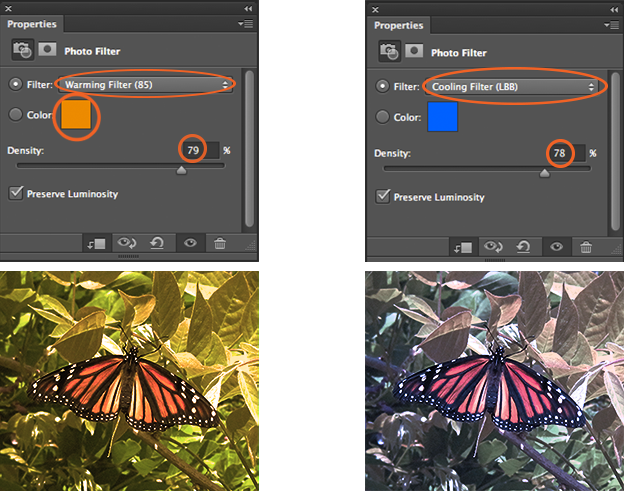 Properties
Photo Filter
Filter: Warming Filter (85)
Color:
Density: 79 %
Preserve Luminosity
Properties
Photo Filter
Filter: Cooling Filter (LBB)
Color:
Density: 78 %
Preserve Luminosity